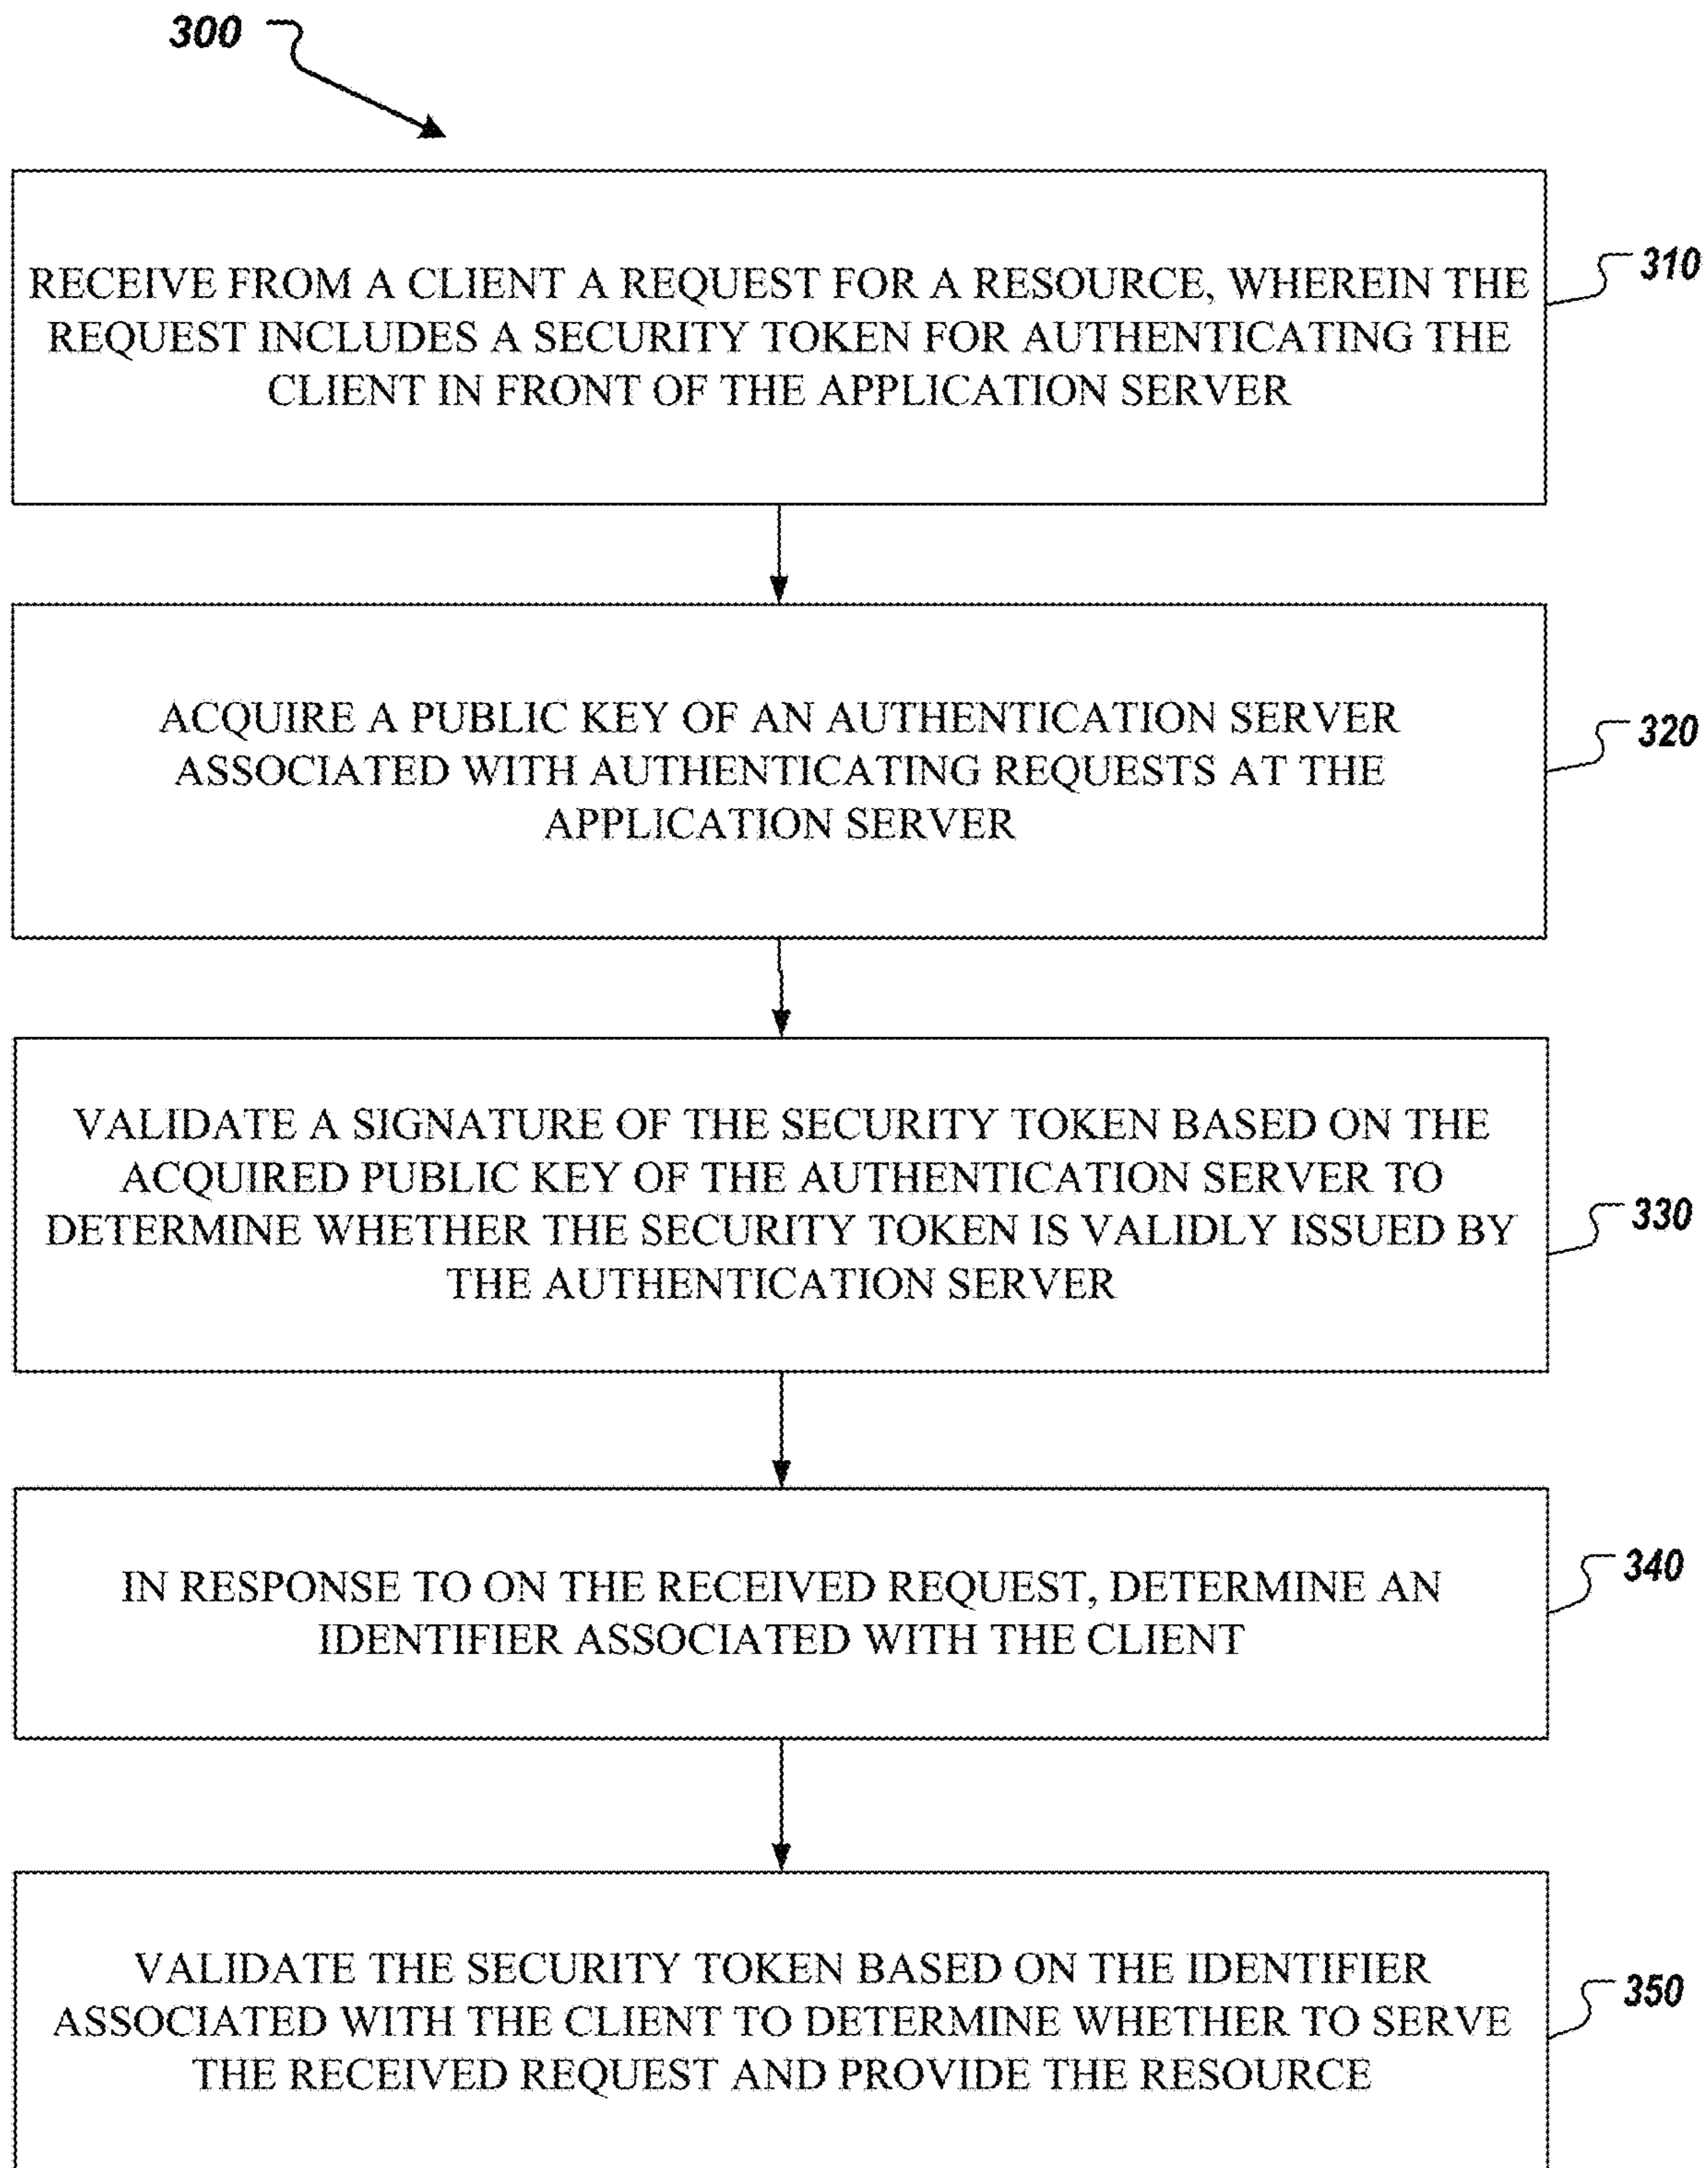 300
RECEIVE FROM A CLIENT A REQUEST FOR A RESOURCE, WHEREIN THE
REQUEST INCLUDES A SECURITY TOKEN FOR AUTHENTICATING THE
CLIENT IN FRONT OF THE APPLICATION SERVER
310
ACQUIRE A PUBLIC KEY OF AN AUTHENTICATION SERVER
ASSOCIATED WITH AUTHENTICATING REQUESTS AT THE
APPLICATION SERVER
320
VALIDATE A SIGNATURE OF THE SECURITY TOKEN BASED ON THE
ACQUIRED PUBLIC KEY OF THE AUTHENTICATION SERVER TO
DETERMINE WHETHER THE SECURITY TOKEN IS VALIDLY ISSUED BY
THE AUTHENTICATION SERVER
330
IN RESPONSE TO ON THE RECEIVED REQUEST, DETERMINE AN
IDENTIFIER ASSOCIATED WITH THE CLIENT
340
VALIDATE THE SECURITY TOKEN BASED ON THE IDENTIFIER
ASSOCIATED WITH THE CLIENT TO DETERMINE WHETHER TO SERVE
THE RECEIVED REQUEST AND PROVIDE THE RESOURCE
350